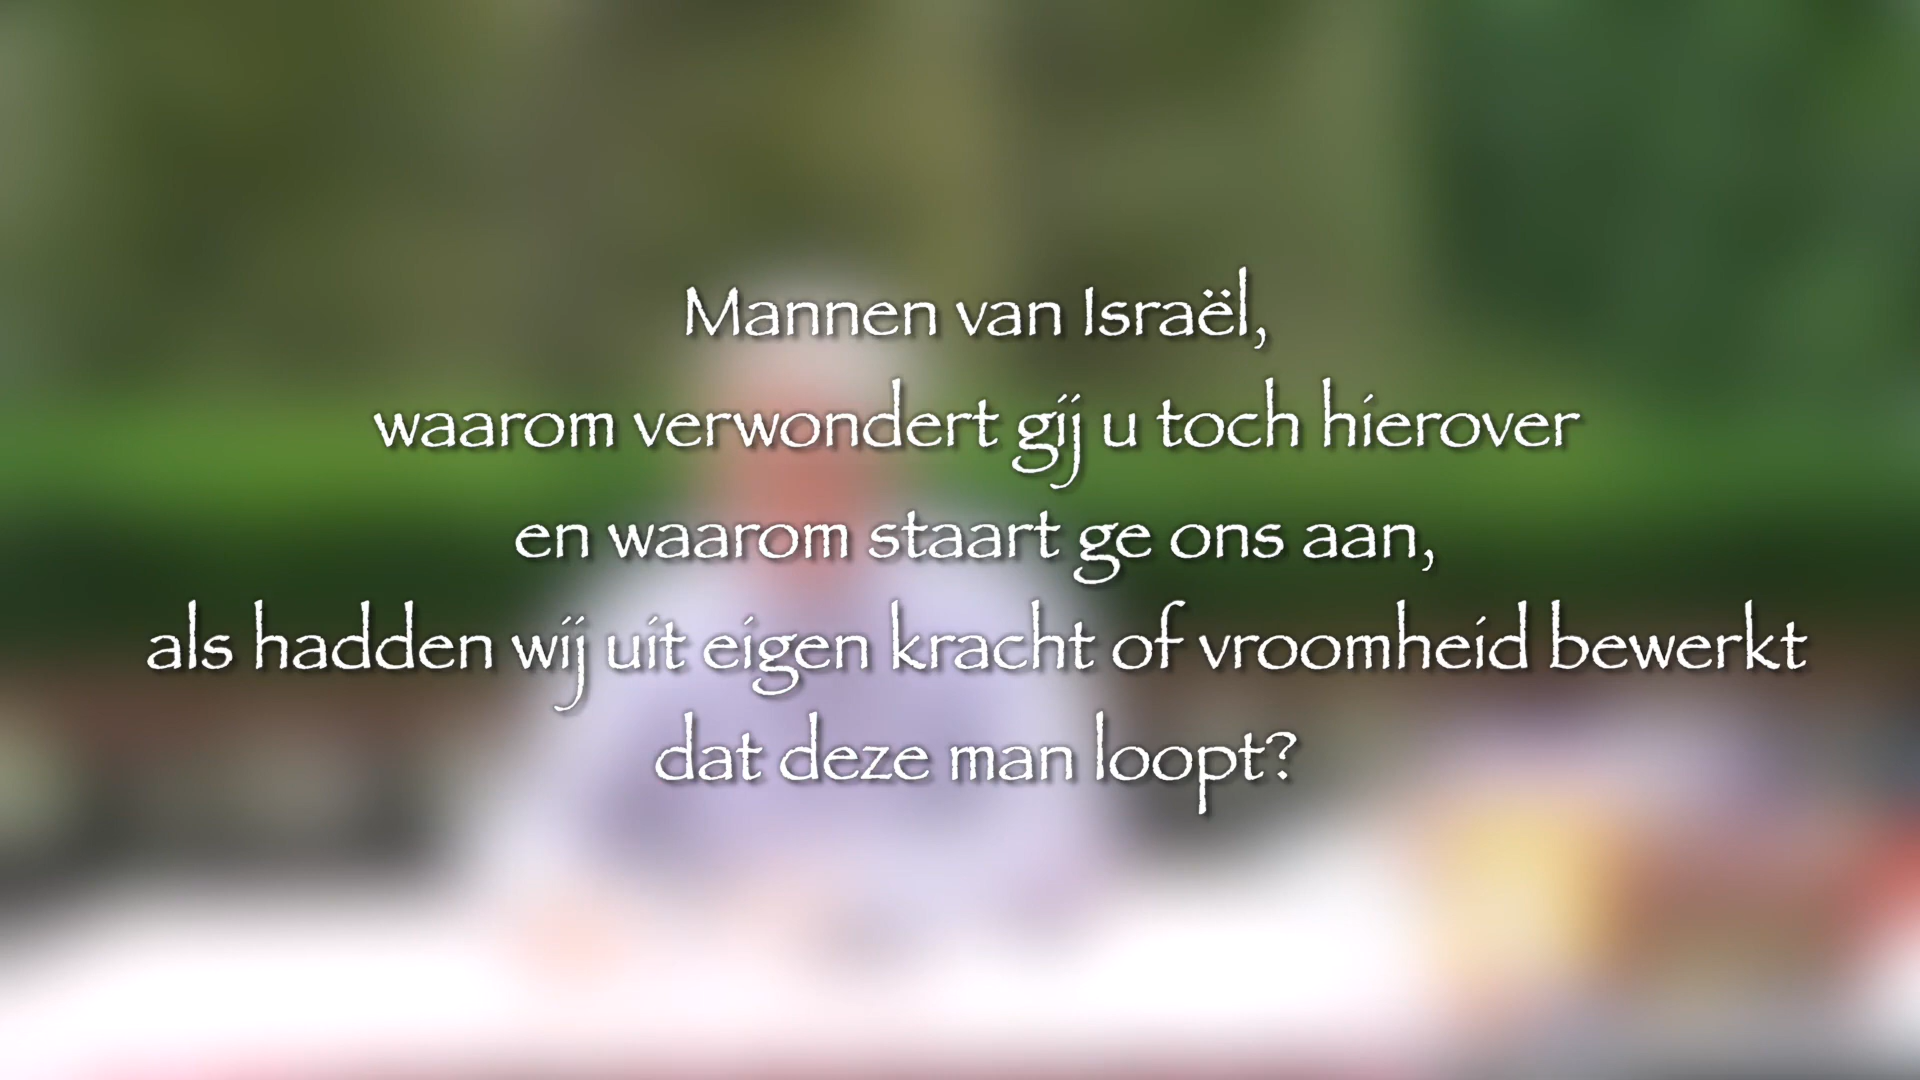 Mannen van Israël,
waarom verwondert gij u toch hierover
en waarom staart ge ons aan,
als hadden wij uit eigen kracht of vroomheid bewerkt
dat deze man loopt?